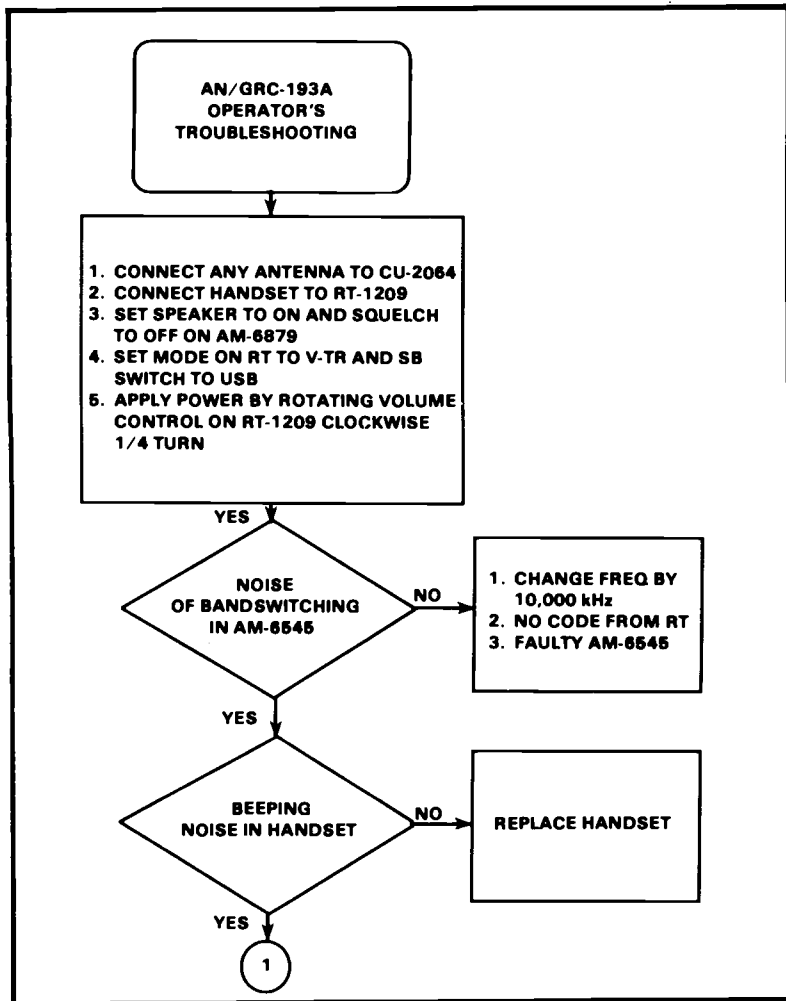 AN/GRC-193A
OPERATOR'S
TROUBLESHOOTING
1. CONNECT ANY ANTENNA TO CU-2064
2. CONNECT HANDSET TO RT-1209
3. SET SPEAKER TO ON AND SQUELCH
TO OFF ON AM-6879
4. SET MODE ON RT TO V-TR AND SB
SWITCH TO USB
5. APPLY POWER BY ROTATING VOLUME
CONTROL ON RT-1209 CLOCKWISE
1/4 TURN
YES
NOISE
OF BANDSWITCHING
IN AM-6545
NO
1. CHANGE FREQ BY
10,000 kHz
2. NO CODE FROM RT
3. FAULTY AM-6545
YES
BEEPING
NOISE IN HANDSET
NO
REPLACE HANDSET
YES
1